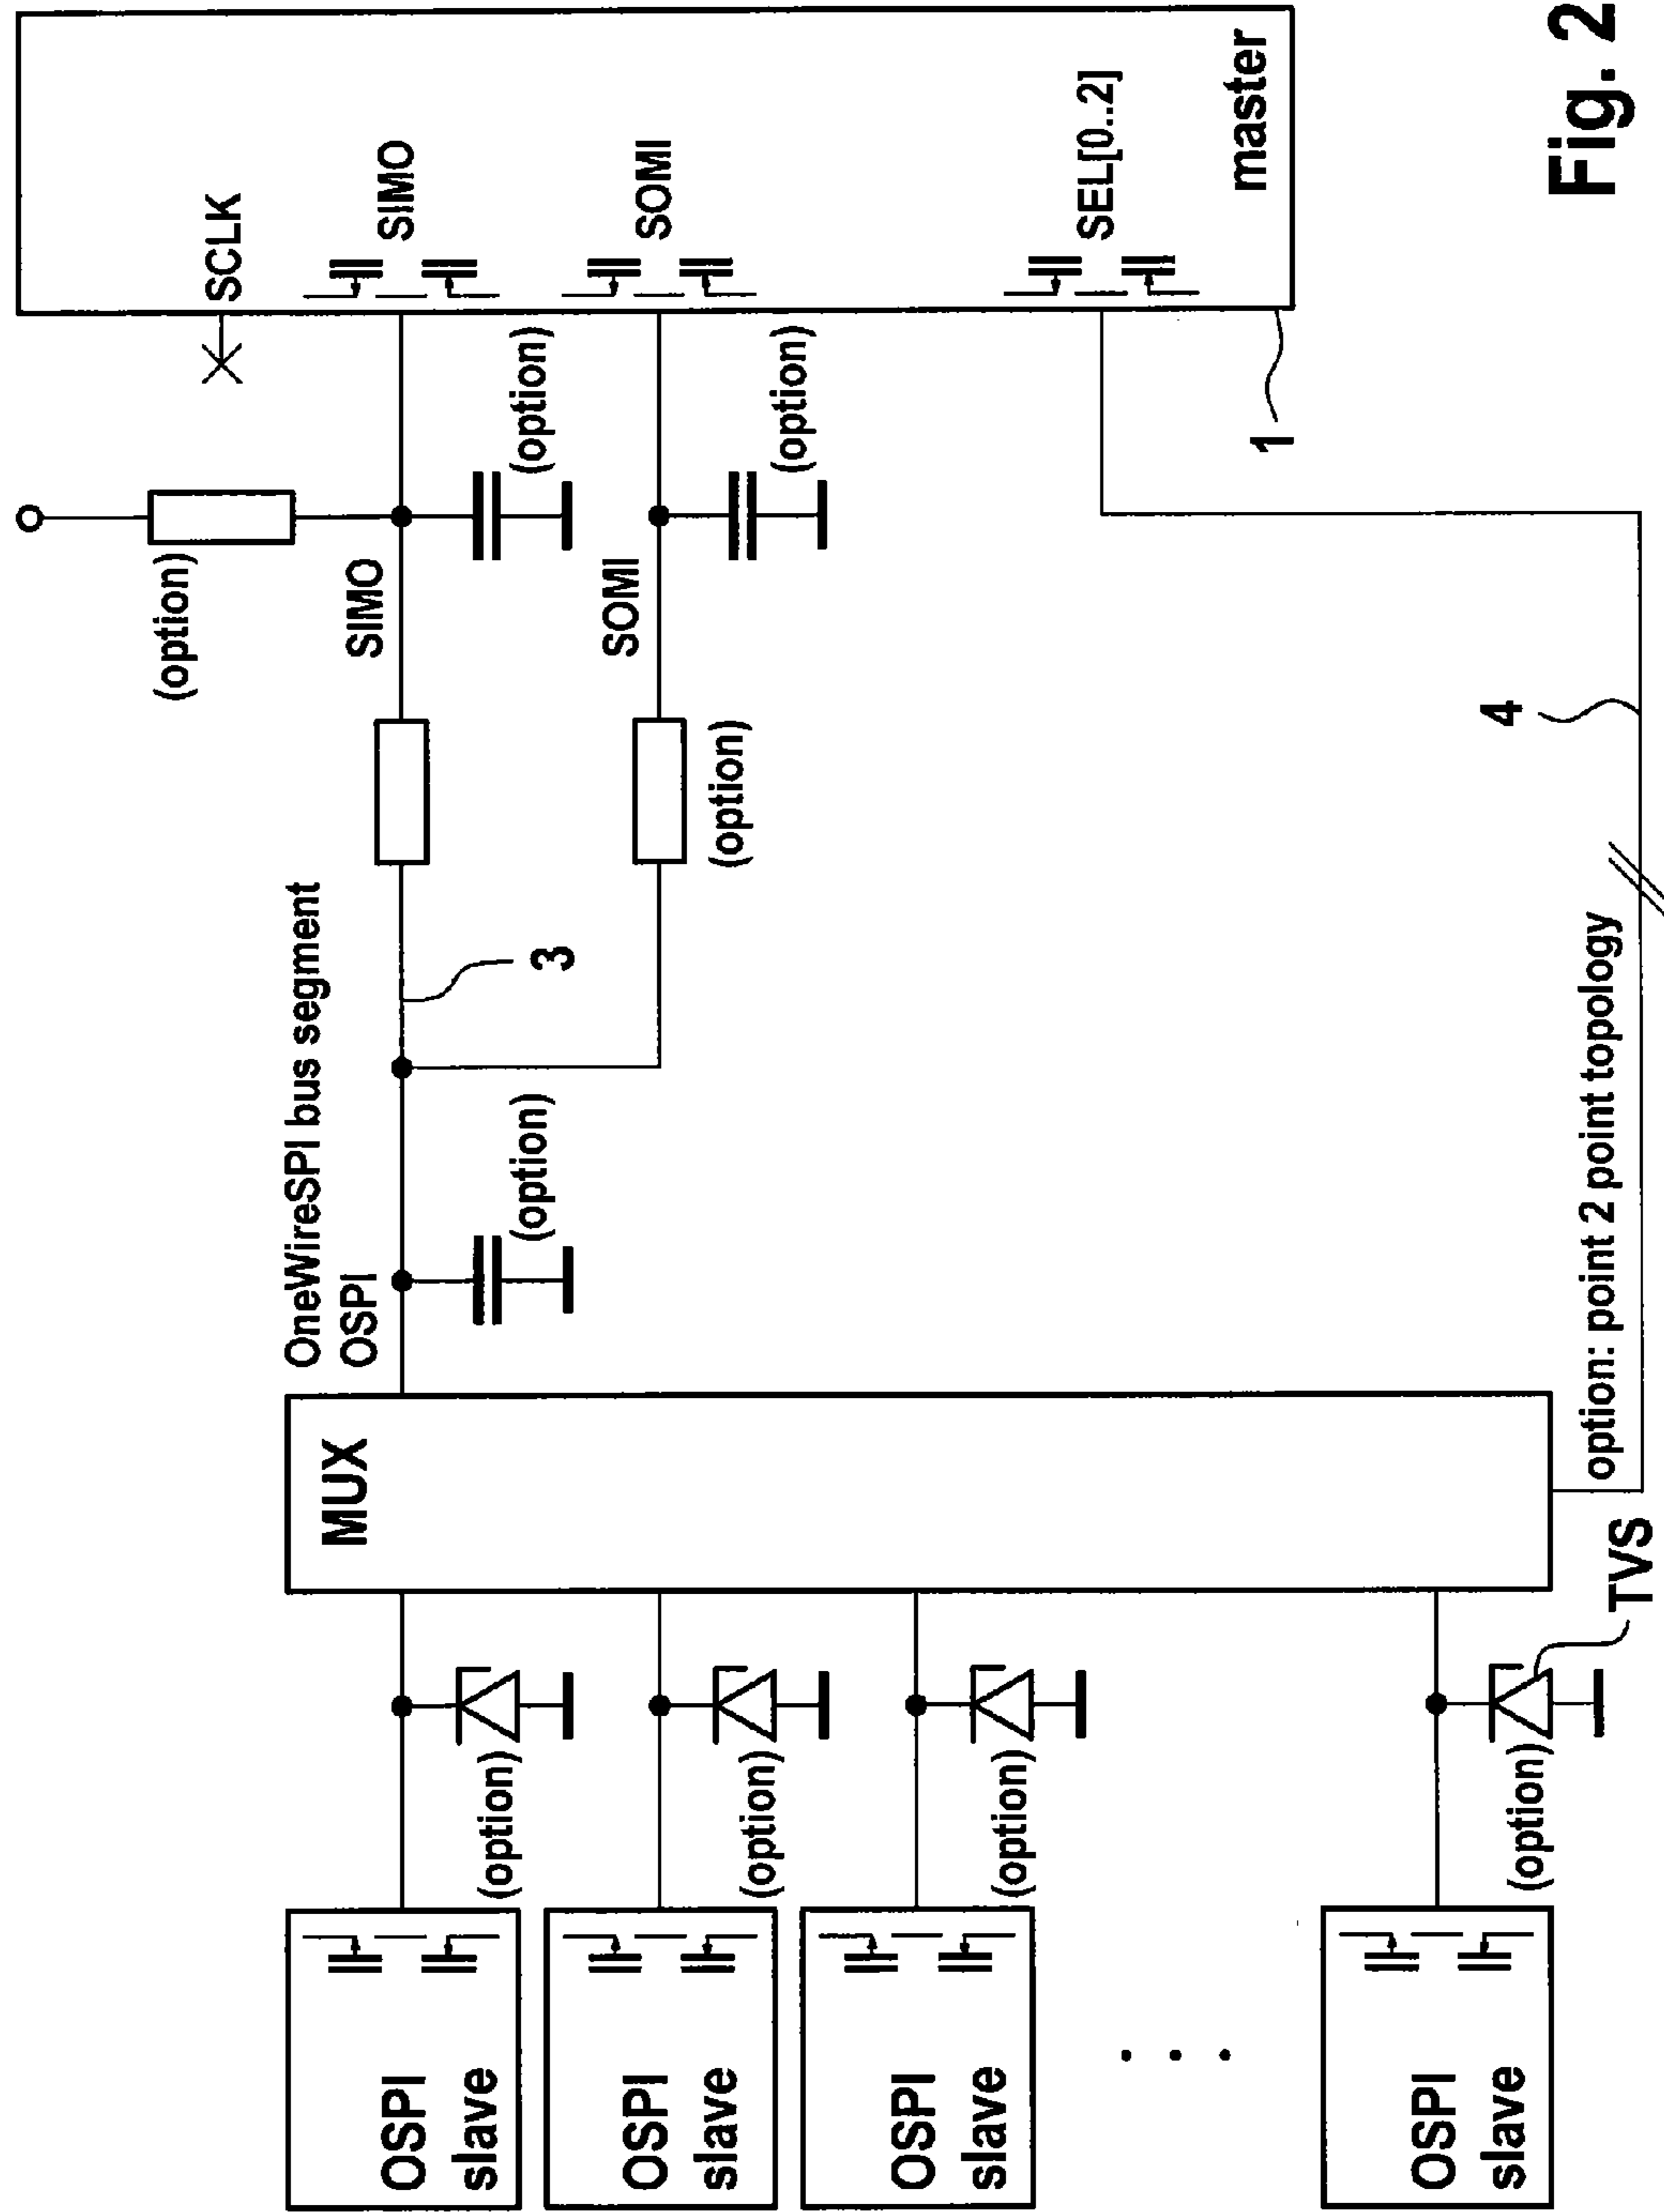 OneWireSPI bus segment
OSPI
(option)
SCLK
SIMO
SIMO
(option)
(option)
SOMI
SOMI
(option)
(option)
3
MUX
OSPI
slave
(option)
OSPI
slave
(option)
OSPI
slave
(option)
. . .
OSPI
slave
(option)
TVS
SEL[0..2]
master
1
4
option: point 2 point topology
Fig. 2